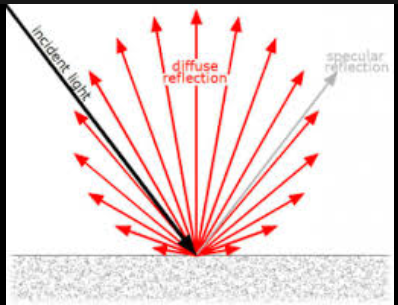 incident light
diffuse
reflection
specular
reflection